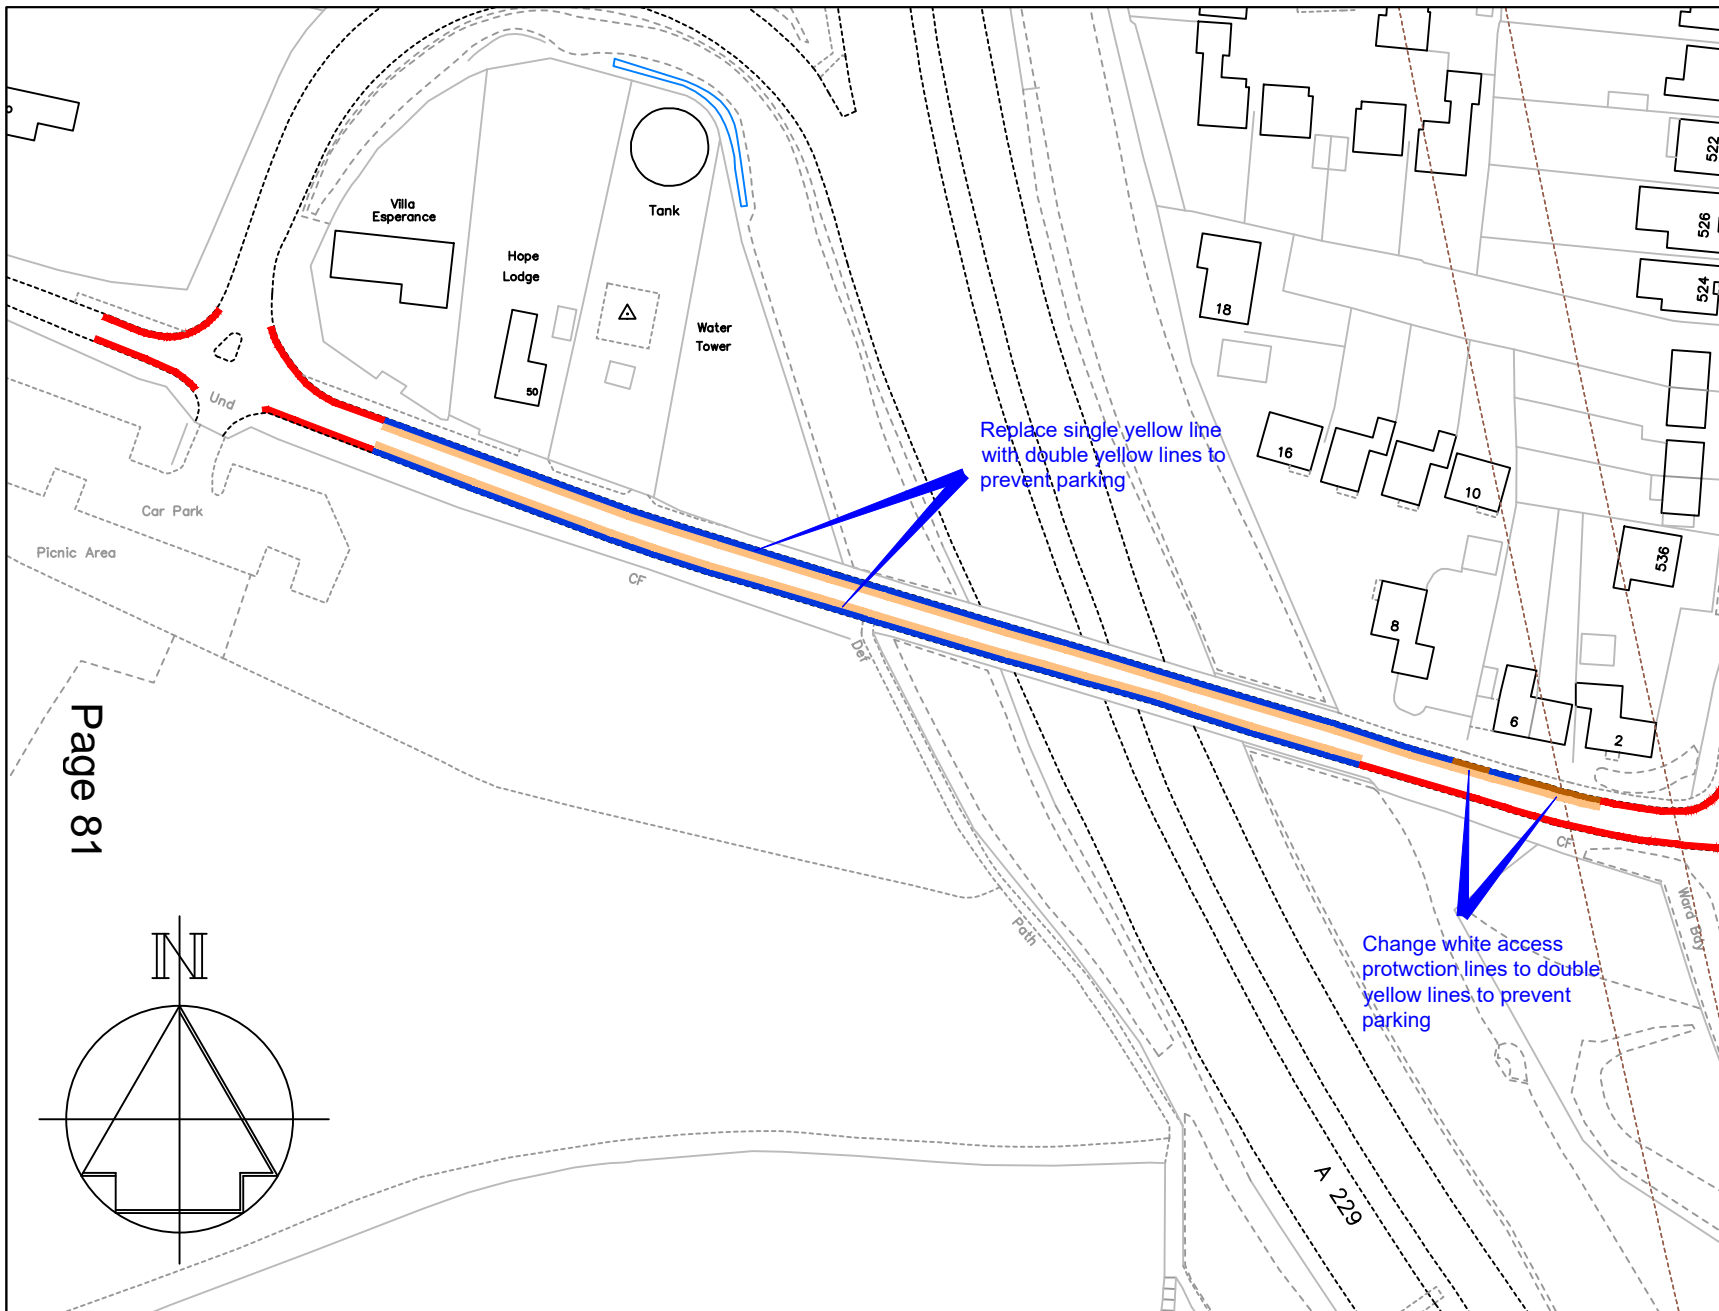 Villa
Esperance
Hope
Lodge
50
Tank
Water
Tower
18
522
526
524
16
10
536
8
6
2
Und
Car Park
Picnic Area
CF
Def
Replace single yellow line
with double yellow lines to
prevent parking
CF
Ward Bdy
Change white access
protwction lines to double
yellow lines to prevent
parking
Path
A 229
Page 81
N